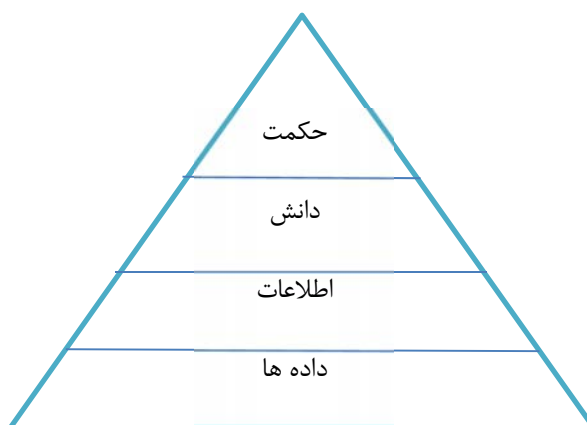 حکمت
دانش
اطلاعات
داده ها